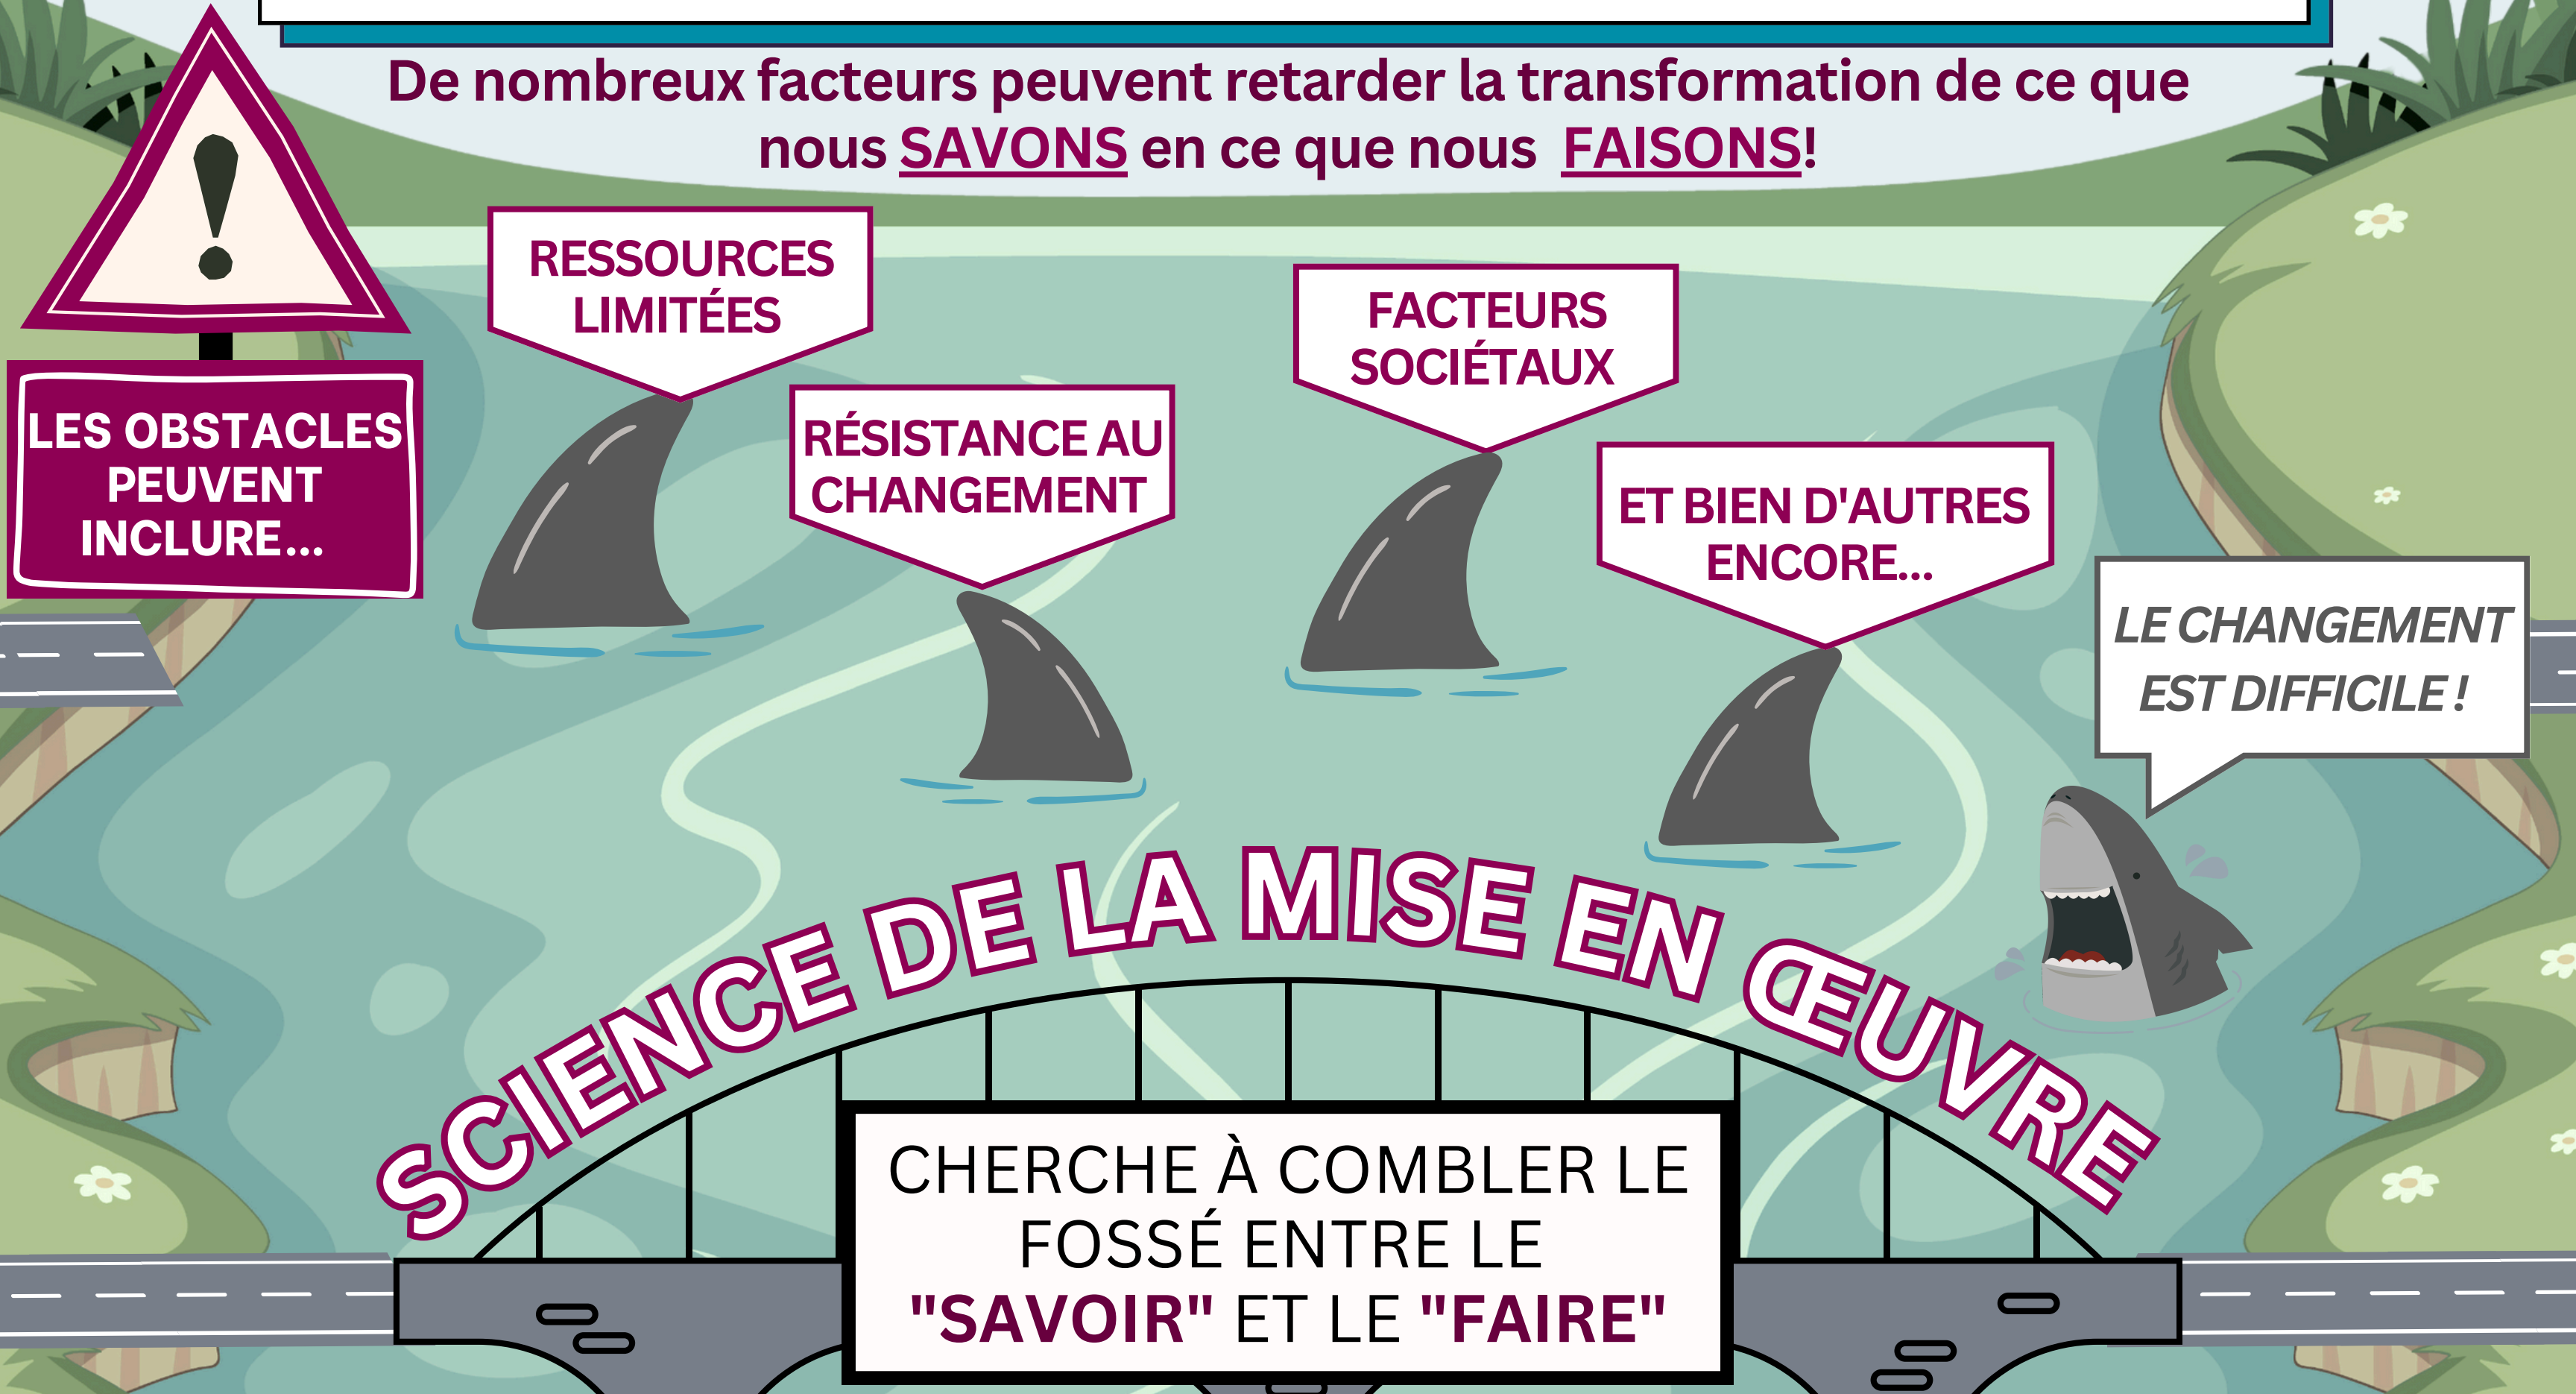 De nombreux facteurs peuvent retarder la transformation de ce que
nous SAVONS en ce que nous FAISONS!
LES OBSTACLES
PEUVENT
INCLURE...
RESSOURCES
LIMITÉES
RÉSISTANCE AU
CHANGEMENT
FACTEURS
SOCIÉTAUX
ET BIEN D'AUTRES
ENCORE...
LE CHANGEMENT
EST DIFFICILE !
SCIENCE DE LA MISE EN ŒUVRE
CHERCHE À COMBLER LE
FOSSÉ ENTRE LE
"SAVOIR" ET LE "FAIRE"